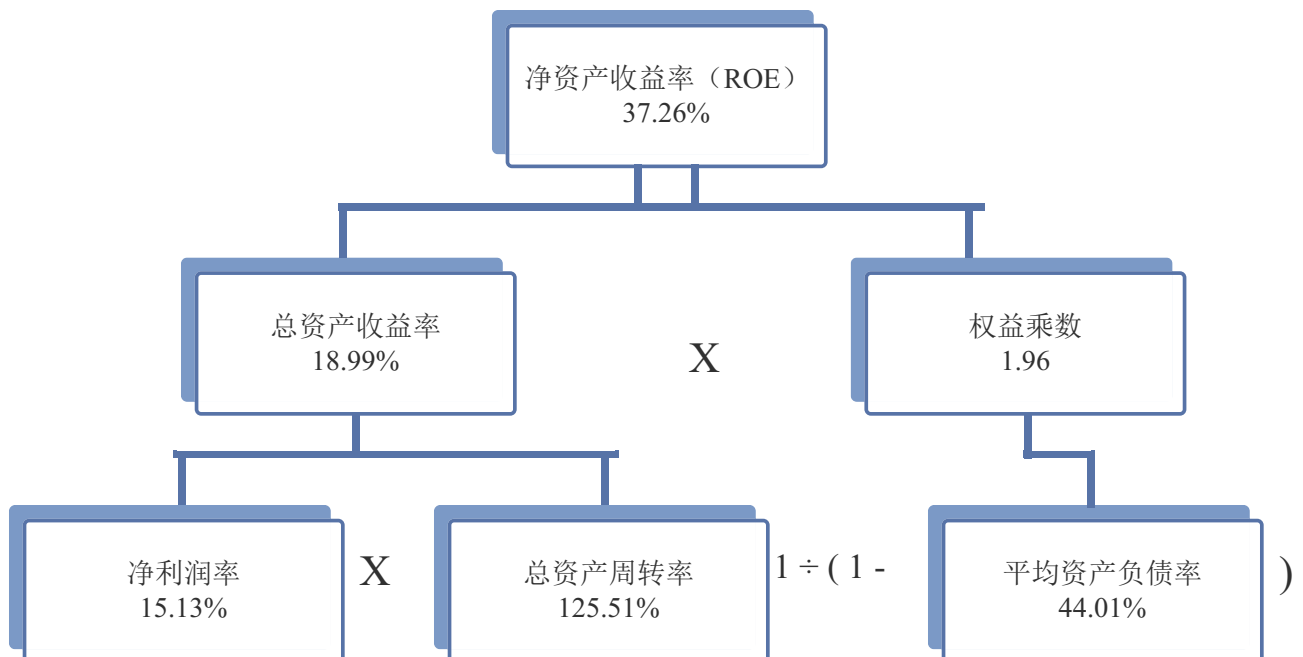 净资产收益率（ROE）
37.26%
总资产收益率
18.99%
X
权益乘数
1.96
净利润率
15.13%
X
总资产周转率
125.51%
1 ÷ ( 1 -
平均资产负债率
44.01%
)